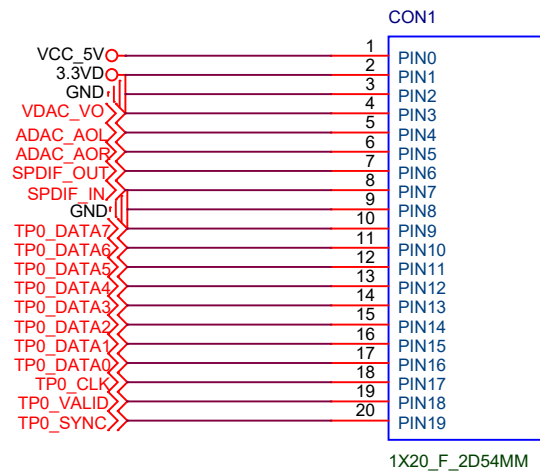 CON1
VCC_5V 1 PIN0
3.3VD 2 PIN1
GND 3 PIN2
VDAC_VO 4 PIN3
ADAC_AOL 5 PIN4
ADAC_AOR 6 PIN5
SPDIF_OUT 7 PIN6
SPDIF_IN 8 PIN7
GND 9 PIN8
TP0_DATA7 10 PIN9
TP0_DATA6 11 PIN10
TP0_DATA5 12 PIN11
TP0_DATA4 13 PIN12
TP0_DATA3 14 PIN13
TP0_DATA2 15 PIN14
TP0_DATA1 16 PIN15
TP0_DATA0 17 PIN16
TP0_CLK 18 PIN17
TP0_VALID 19 PIN18
TP0_SYNC 20 PIN19
1X20_F_2D54MM